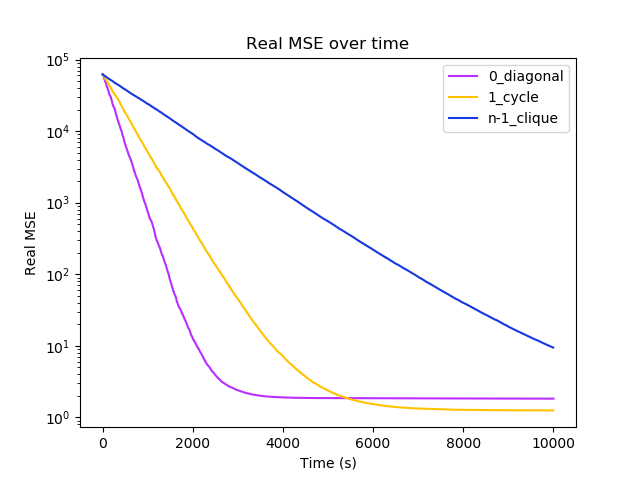 Real MSE over time
Real MSE
10^5
10^4
10^3
10^2
10^1
10^0
0_diagonal
1_cycle
n-1_clique
0 2000 4000 6000 8000 10000
Time (s)